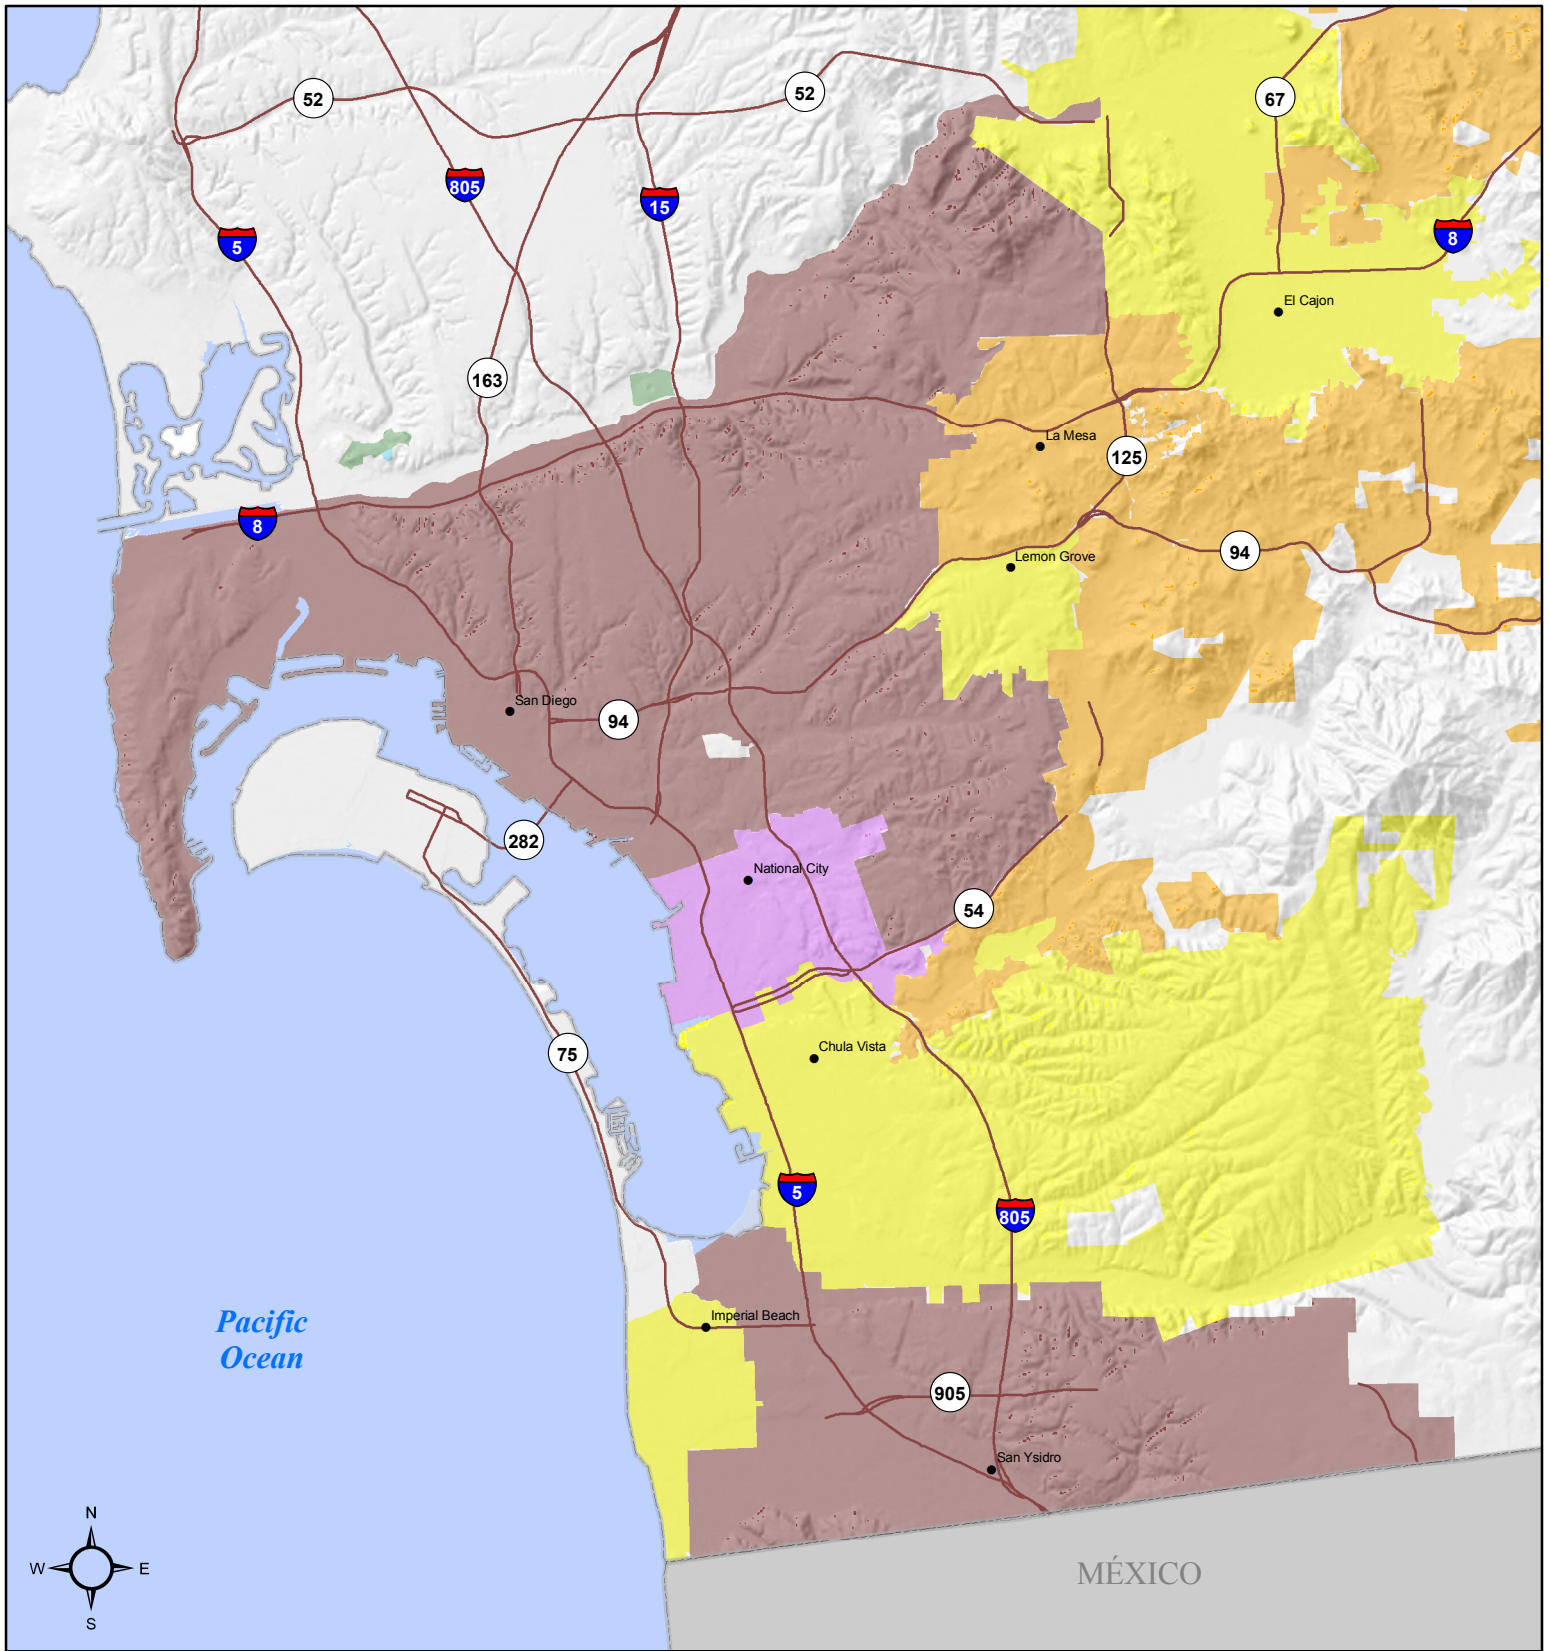 52
52
67
805
15
5
8
El Cajon
163
La Mesa
125
8
94
Lemon Grove
San Diego
94
282
National City
54
75
Chula Vista
5
805
Pacific
Ocean
Imperial Beach
905
San Ysidro
N
W
E
S
MÉXICO